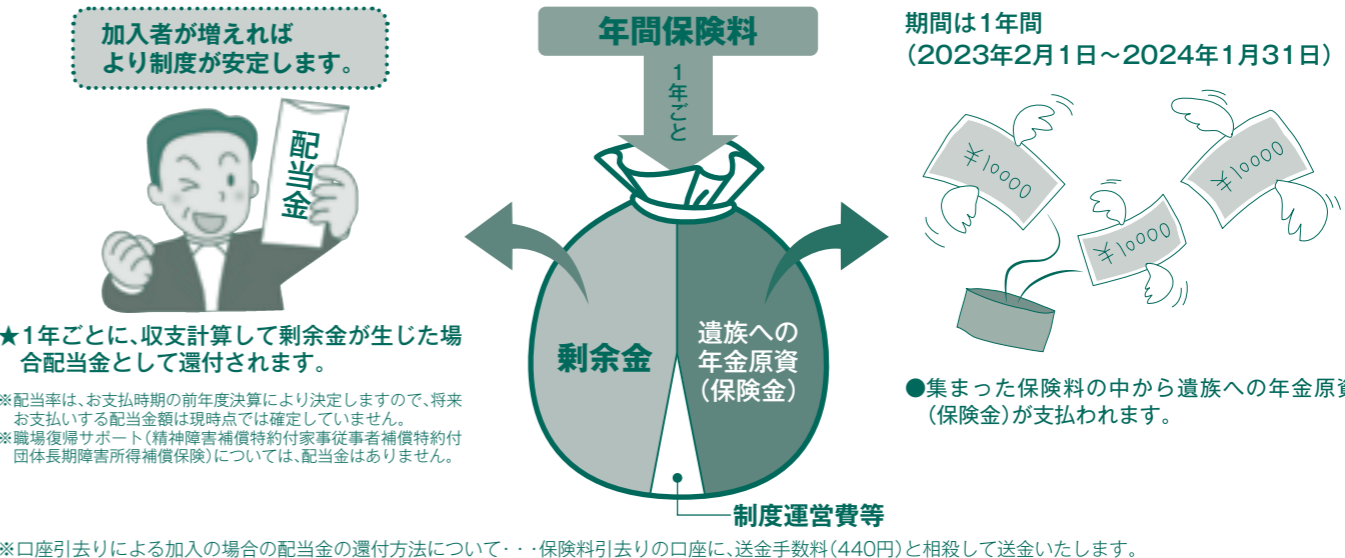 加入者が増えれば
より制度が安定します。
配当金
★1年ごとに、収支計算して剰余金が生じた場
合配当金として還付されます。
※配当率は、お支払時期の前年度決算により決定しますので、将来
お支払いする配当金額は現時点では確定していません。
※職場復帰サポート(精神障害補償特約付家事従事者補償特約付
団体長期障害所得補償保険)については、配当金はありません。
年間保険料
1年ごと
剰余金
遺族への
年金原資
(保険金)
制度運営費等
期間は1年間
(2023年2月1日~2024年1月31日)
¥10000
¥10000
¥10000
●集まった保険料の中から遺族への年金原資
(保険金)が支払われます。
※口座引去りによる加入の場合の配当金の還付方法について・・・保険料引去りの口座に、送金手数料(440円)と相殺して送金いたします。